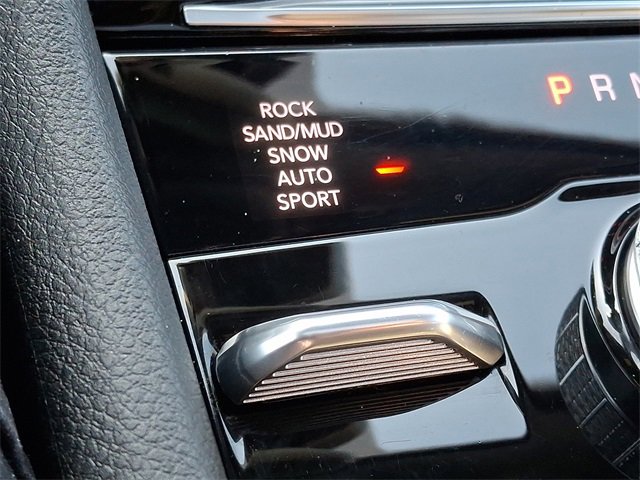 P R N
ROCK
SAND/MUD
SNOW
AUTO
SPORT